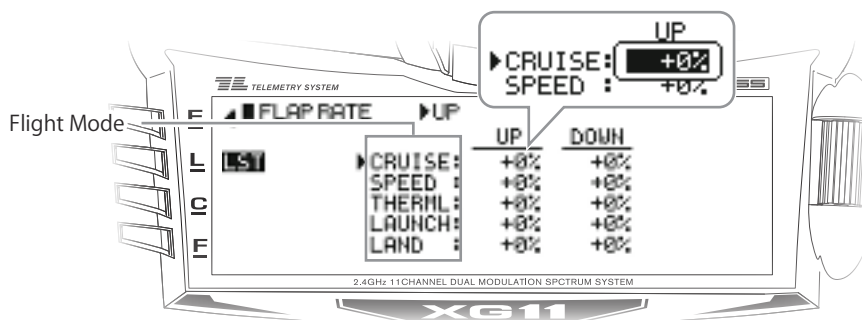 UP
CRUISE: +0%
SPEED : +0%
TELEMETRY SYSTEM
FLAP RATE UP
Flight Mode
E
UP DOWN
L LST CRUISE: +0% +0%
SPEED : +0% +0%
C THERML: +0% +0%
LAUNCH: +0% +0%
F LAND : +0% +0%
2.4GHz 11CHANNEL DUAL MODULATION SPCTRUM SYSTEM
XG11